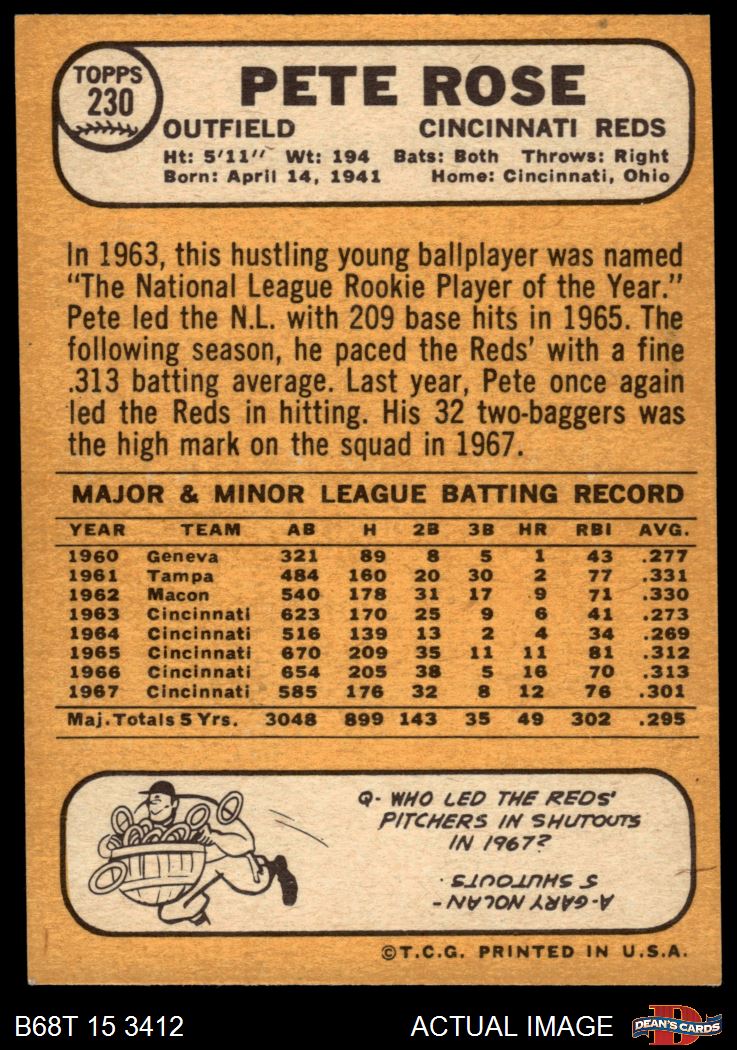 TOPPS
230
PETE ROSE
OUTFIELD CINCINNATI REDS
Ht: 5'11" Wt: 194 Bats: Both Throws: Right
Born: April 14, 1941 Home: Cincinnati, Ohio
In 1963, this hustling young ballplayer was named
"The National League Rookie Player of the Year."
Pete led the N.L. with 209 base hits in 1965. The
following season, he paced the Reds' with a fine
.313 batting average. Last year, Pete once again
led the Reds in hitting. His 32 two-baggers was
the high mark on the squad in 1967.
MAJOR & MINOR LEAGUE BATTING RECORD
YEAR TEAM AB H 2B 3B HR RBI AVG.
1960 Geneva 321 89 8 5 1 43 .277
1961 Tampa 484 160 20 30 2 77 .331
1962 Macon 540 178 31 17 9 71 .330
1963 Cincinnati 623 170 25 9 6 41 .273
1964 Cincinnati 516 139 13 2 4 34 .269
1965 Cincinnati 670 209 35 11 11 81 .312
1966 Cincinnati 654 205 38 5 16 70 .313
1967 Cincinnati 585 176 32 8 12 76 .301
Maj. Totals 5 Yrs. 3048 899 143 35 49 302 .295
Q- WHO LED THE REDS'
PITCHERS IN SHUTOUTS
IN 1967?
A-GARY NOLAN -
5 SHUTOUTS.
©T.C.G. PRINTED IN U.S.A.
B68T 15 3412 ACTUAL IMAGE
D
DEAN'S CARDS